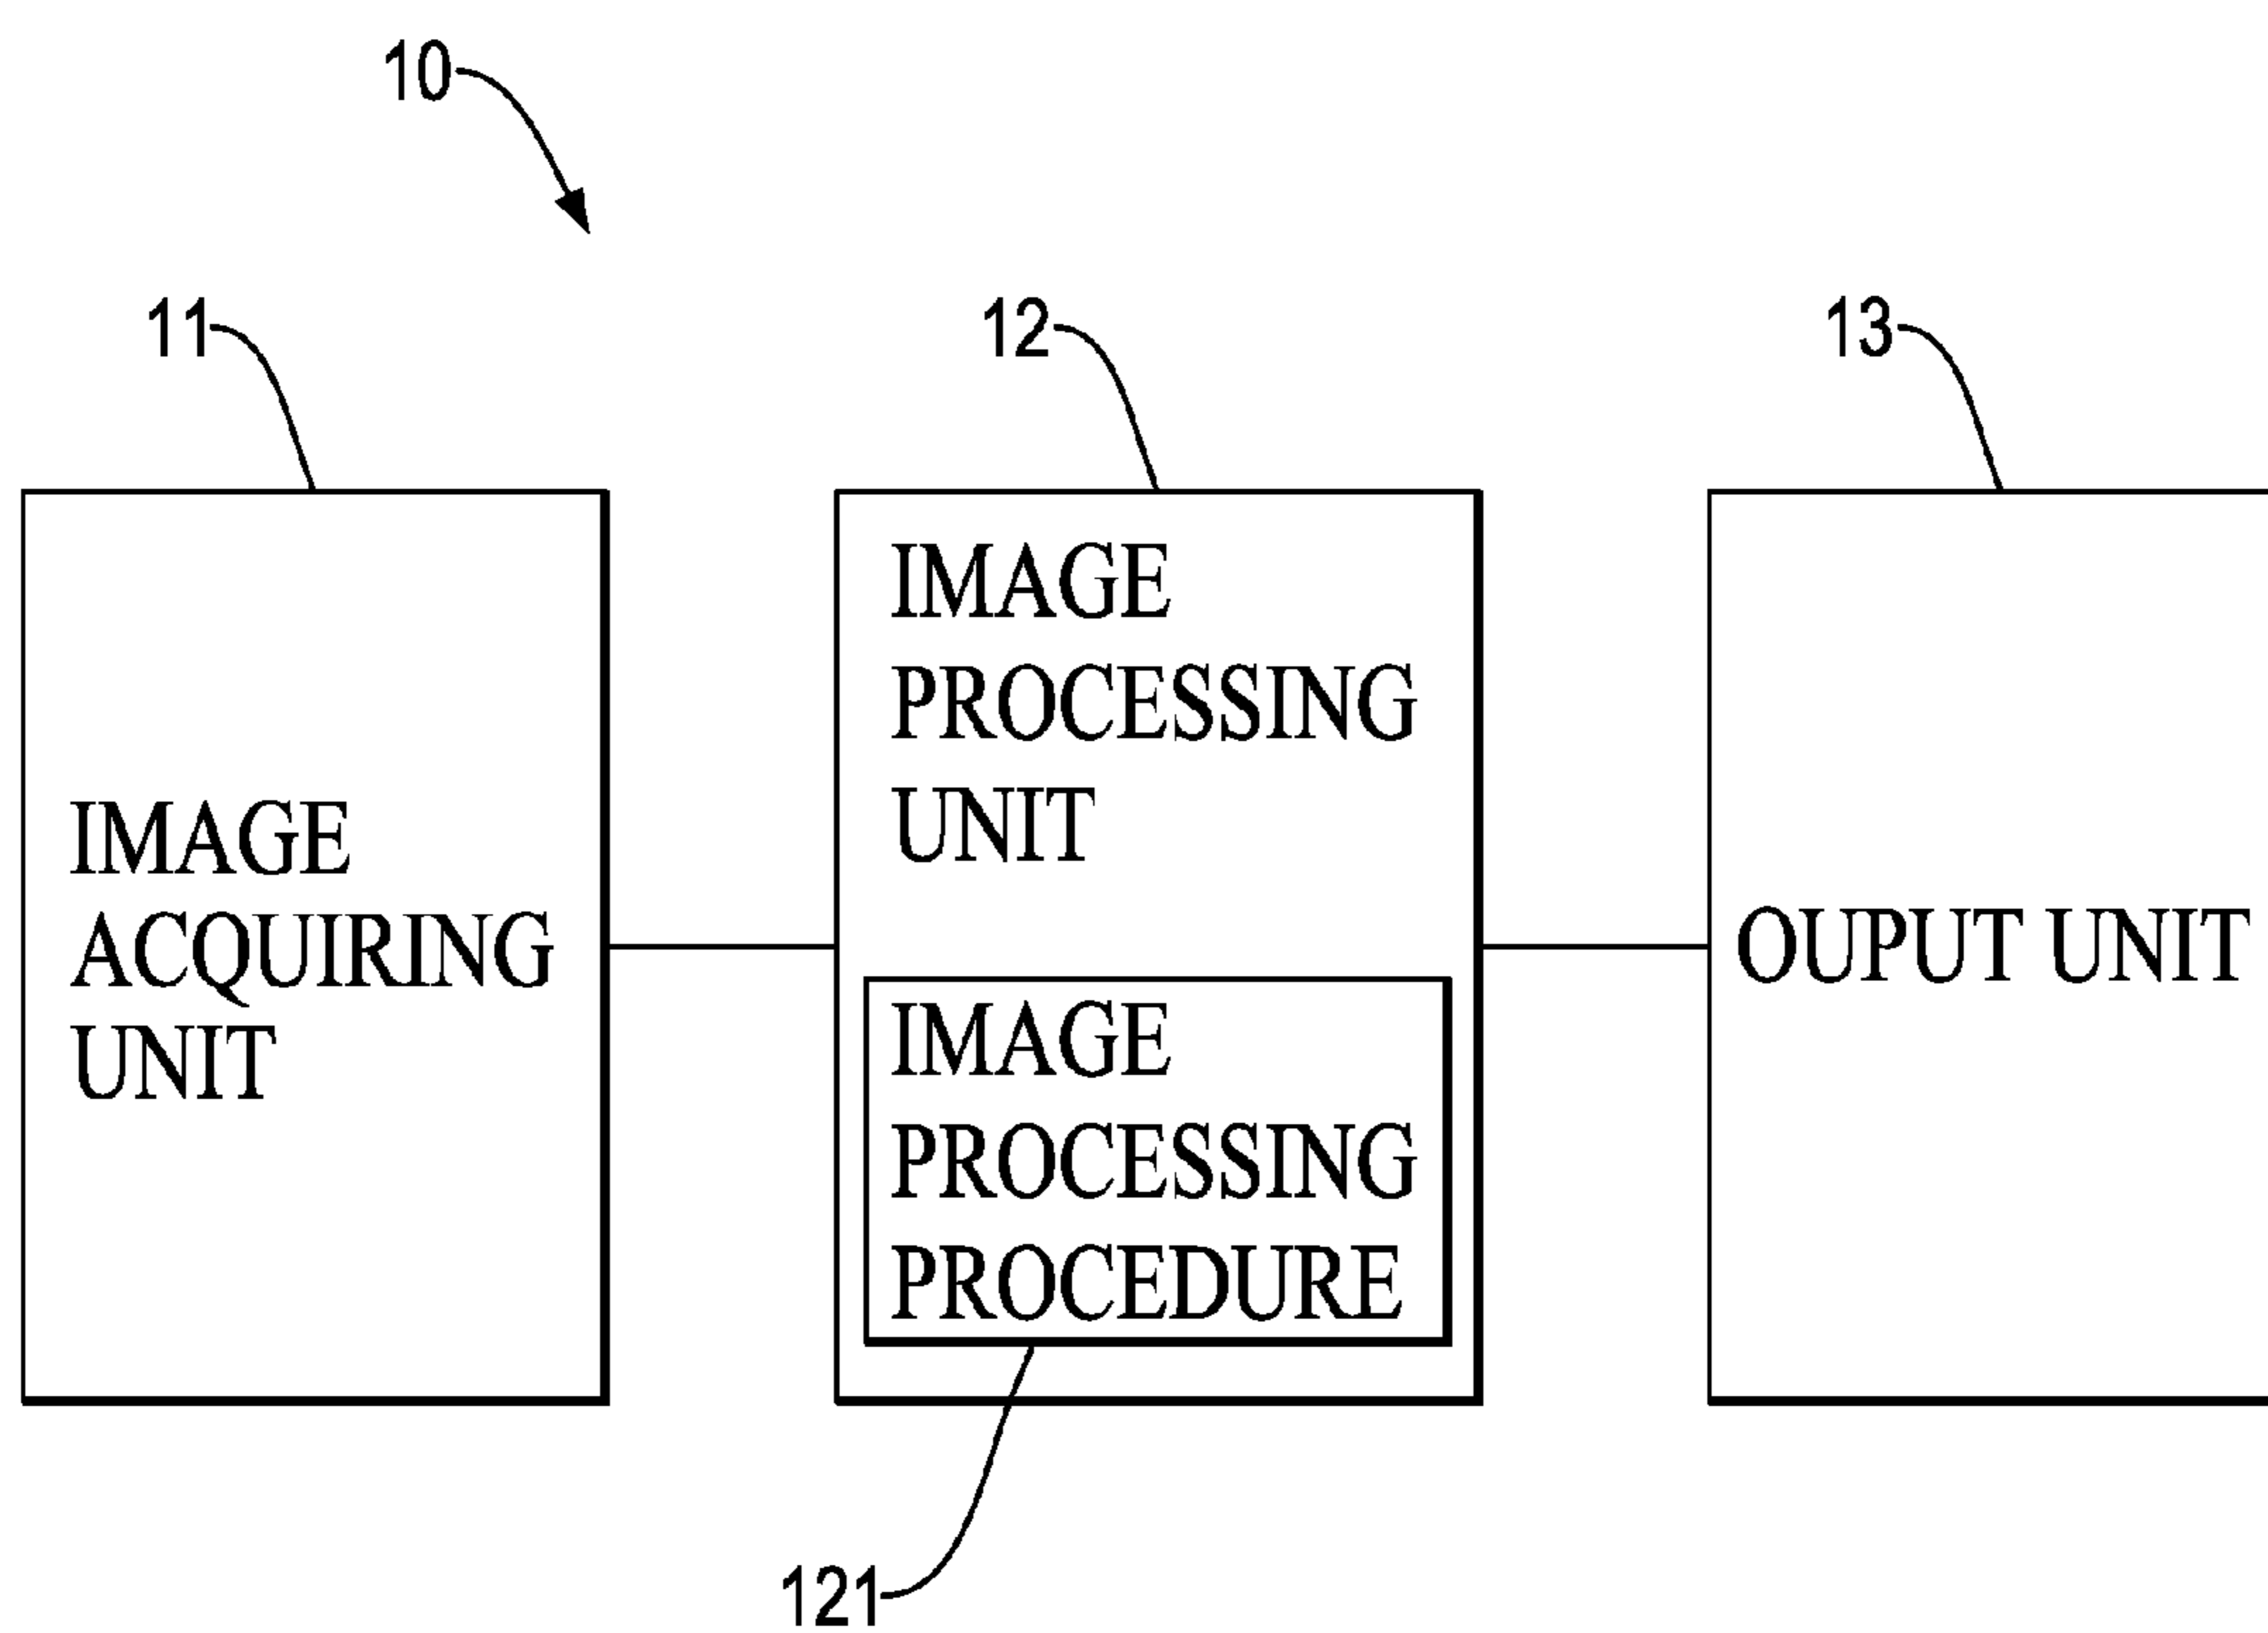 10
11
12
13
IMAGE
ACQUIRING
UNIT
IMAGE
PROCESSING
UNIT
IMAGE
PROCESSING
PROCEDURE
OUPUT UNIT
121